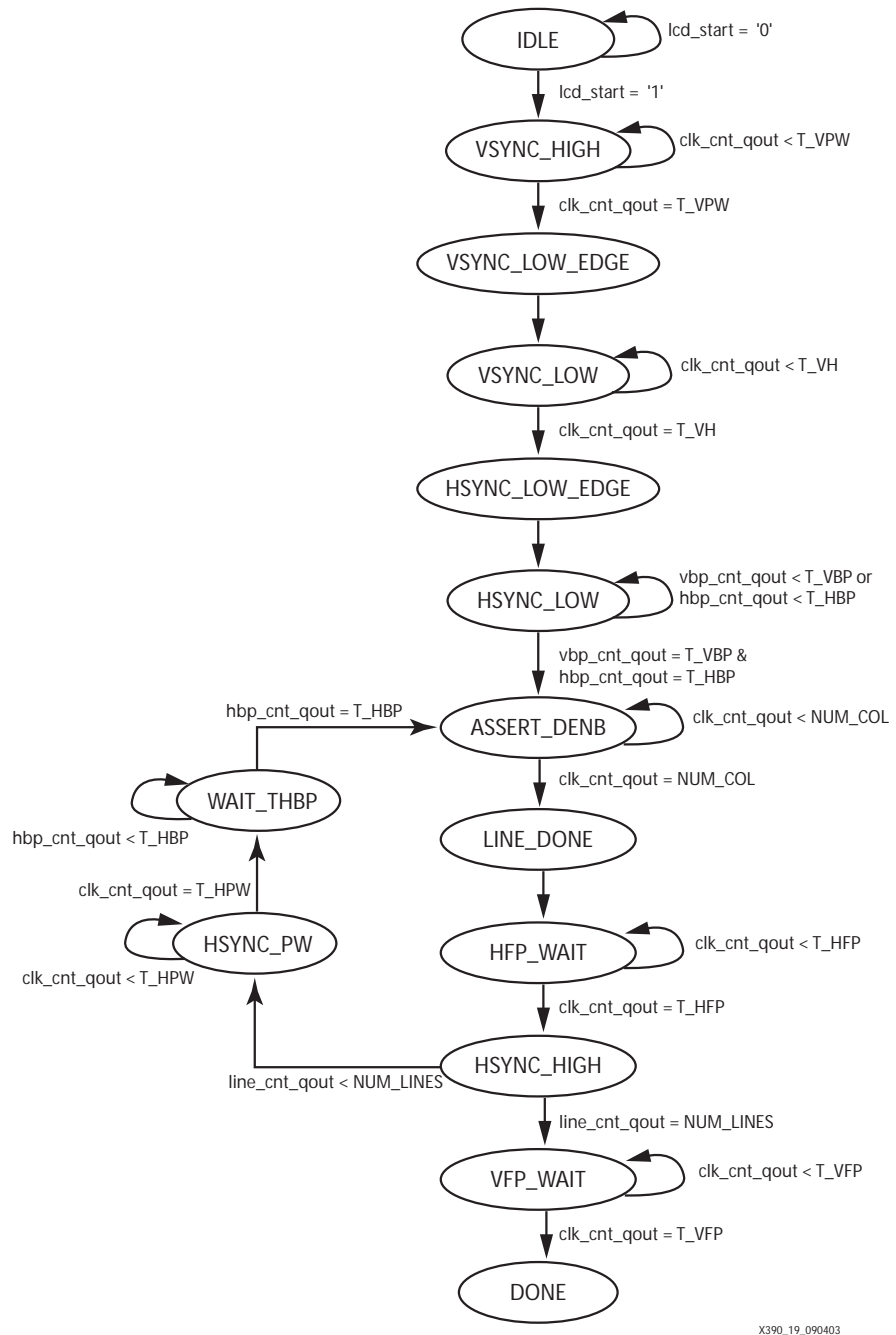 IDLE
lcd_start = '0'
lcd_start = '1'
VSYNC_HIGH
clk_cnt_qout < T_VPW
clk_cnt_qout = T_VPW
VSYNC_LOW_EDGE
VSYNC_LOW
clk_cnt_qout < T_VH
clk_cnt_qout = T_VH
HSYNC_LOW_EDGE
HSYNC_LOW
vbp_cnt_qout < T_VBP or
hbp_cnt_qout < T_HBP
vbp_cnt_qout = T_VBP &
hbp_cnt_qout = T_HBP
hbp_cnt_qout = T_HBP
ASSERT_DENB
clk_cnt_qout < NUM_COL
clk_cnt_qout = NUM_COL
WAIT_THBP
hbp_cnt_qout < T_HBP
LINE_DONE
clk_cnt_qout = T_HPW
HSYNC_PW
clk_cnt_qout < T_HPW
HFP_WAIT
clk_cnt_qout < T_HFP
clk_cnt_qout = T_HFP
HSYNC_HIGH
line_cnt_qout < NUM_LINES
line_cnt_qout = NUM_LINES
VFP_WAIT
clk_cnt_qout < T_VFP
clk_cnt_qout = T_VFP
DONE
X390_19_090403